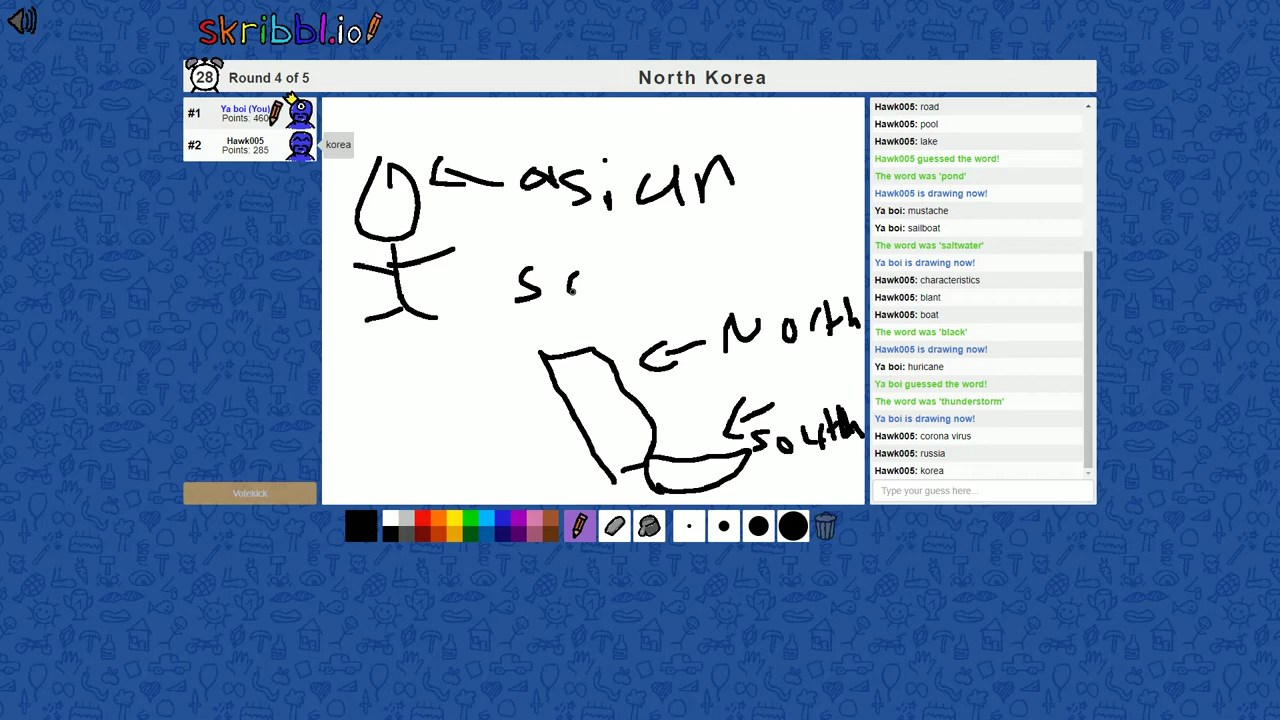 skribbl.io
28 Round 4 of 5
North Korea
#1 Ya boi (You)
Points: 460
#2 Hawk005
Points: 285
korea
Votekick
asian
s
North
South
Hawk005: road
Hawk005: pool
Hawk005: lake
Hawk005 guessed the word!
The word was 'pond'
Hawk005 is drawing now!
Ya boi: mustache
Ya boi: sailboat
The word was 'saltwater'
Ya boi is drawing now!
Hawk005: characteristics
Hawk005: blant
Hawk005: boat
The word was 'black'
Hawk005 is drawing now!
Ya boi: huricane
Ya boi guessed the word!
The word was 'thunderstorm'
Ya boi is drawing now!
Hawk005: corona virus
Hawk005: russia
Hawk005: korea
Type your guess here...